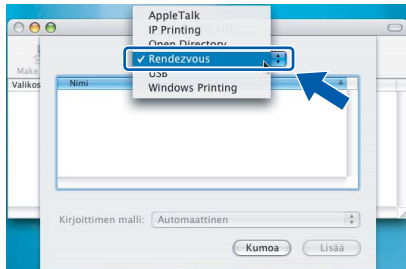 AppleTalk
IP Printing
Open Directory
✓ Rendezvous
USB
Windows Printing
Make
Valikos
Nimi
Kirjoittimen malli: Automaattinen
Kumoa
Lisää